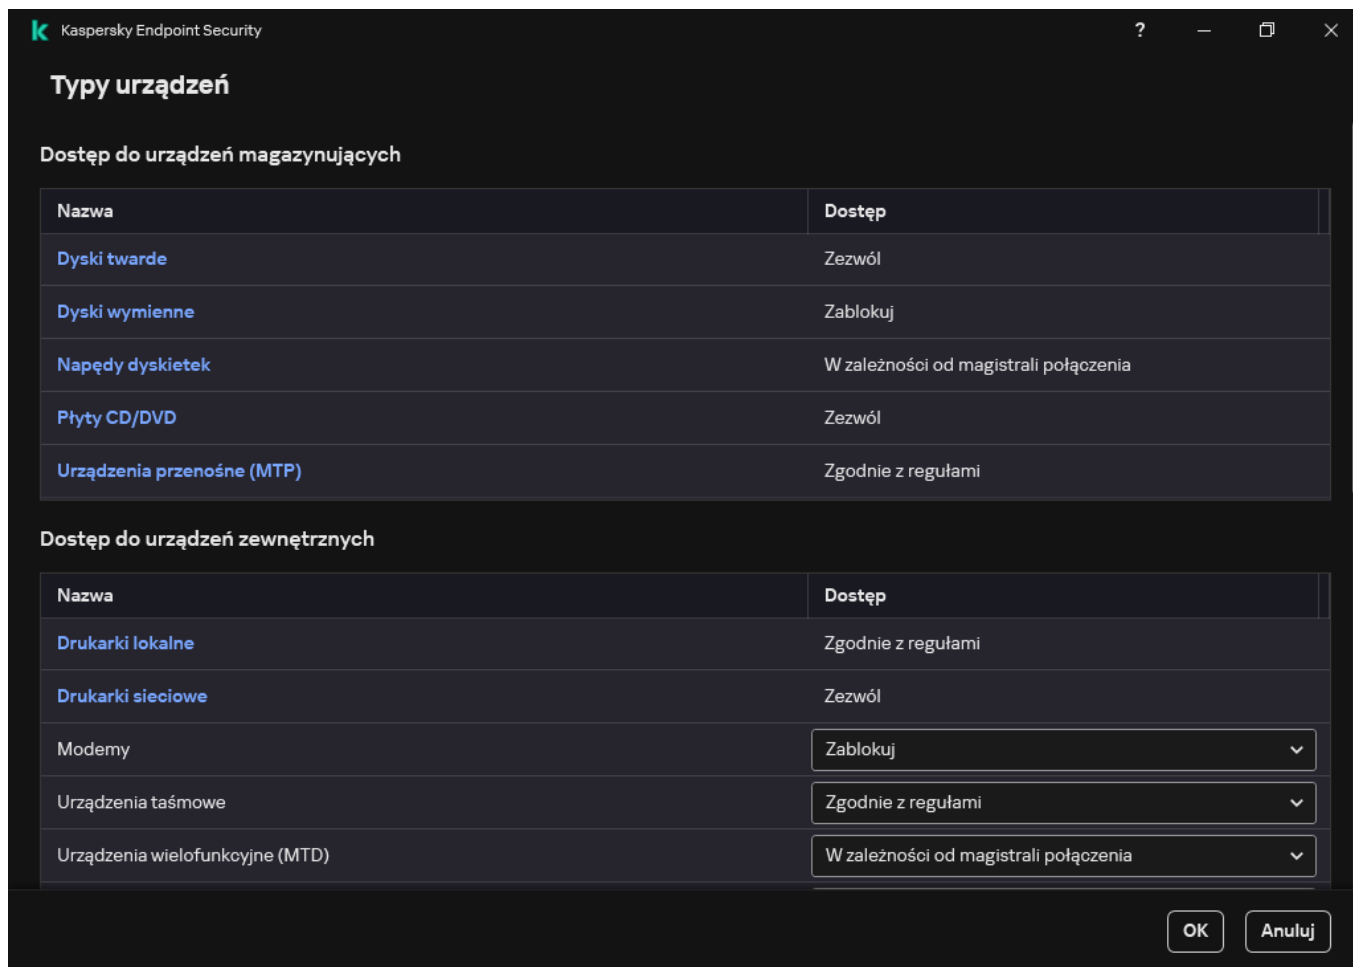 Kaspersky Endpoint Security
?
Typy urządzeń
Dostęp do urządzeń magazynujących
Nazwa Dostęp
Dyski twarde Zezwól
Dyski wymienne Zablokuj
Napędy dyskietek W zależności od magistrali połączenia
Płyty CD/DVD Zezwól
Urządzenia przenośne (MTP) Zgodnie z regułami
Dostęp do urządzeń zewnętrznych
Nazwa Dostęp
Drukarki lokalne Zgodnie z regułami
Drukarki sieciowe Zezwól
Modemy Zablokuj
Urządzenia taśmowe Zgodnie z regułami
Urządzenia wielofunkcyjne (MTD) W zależności od magistrali połączenia
OK Anuluj